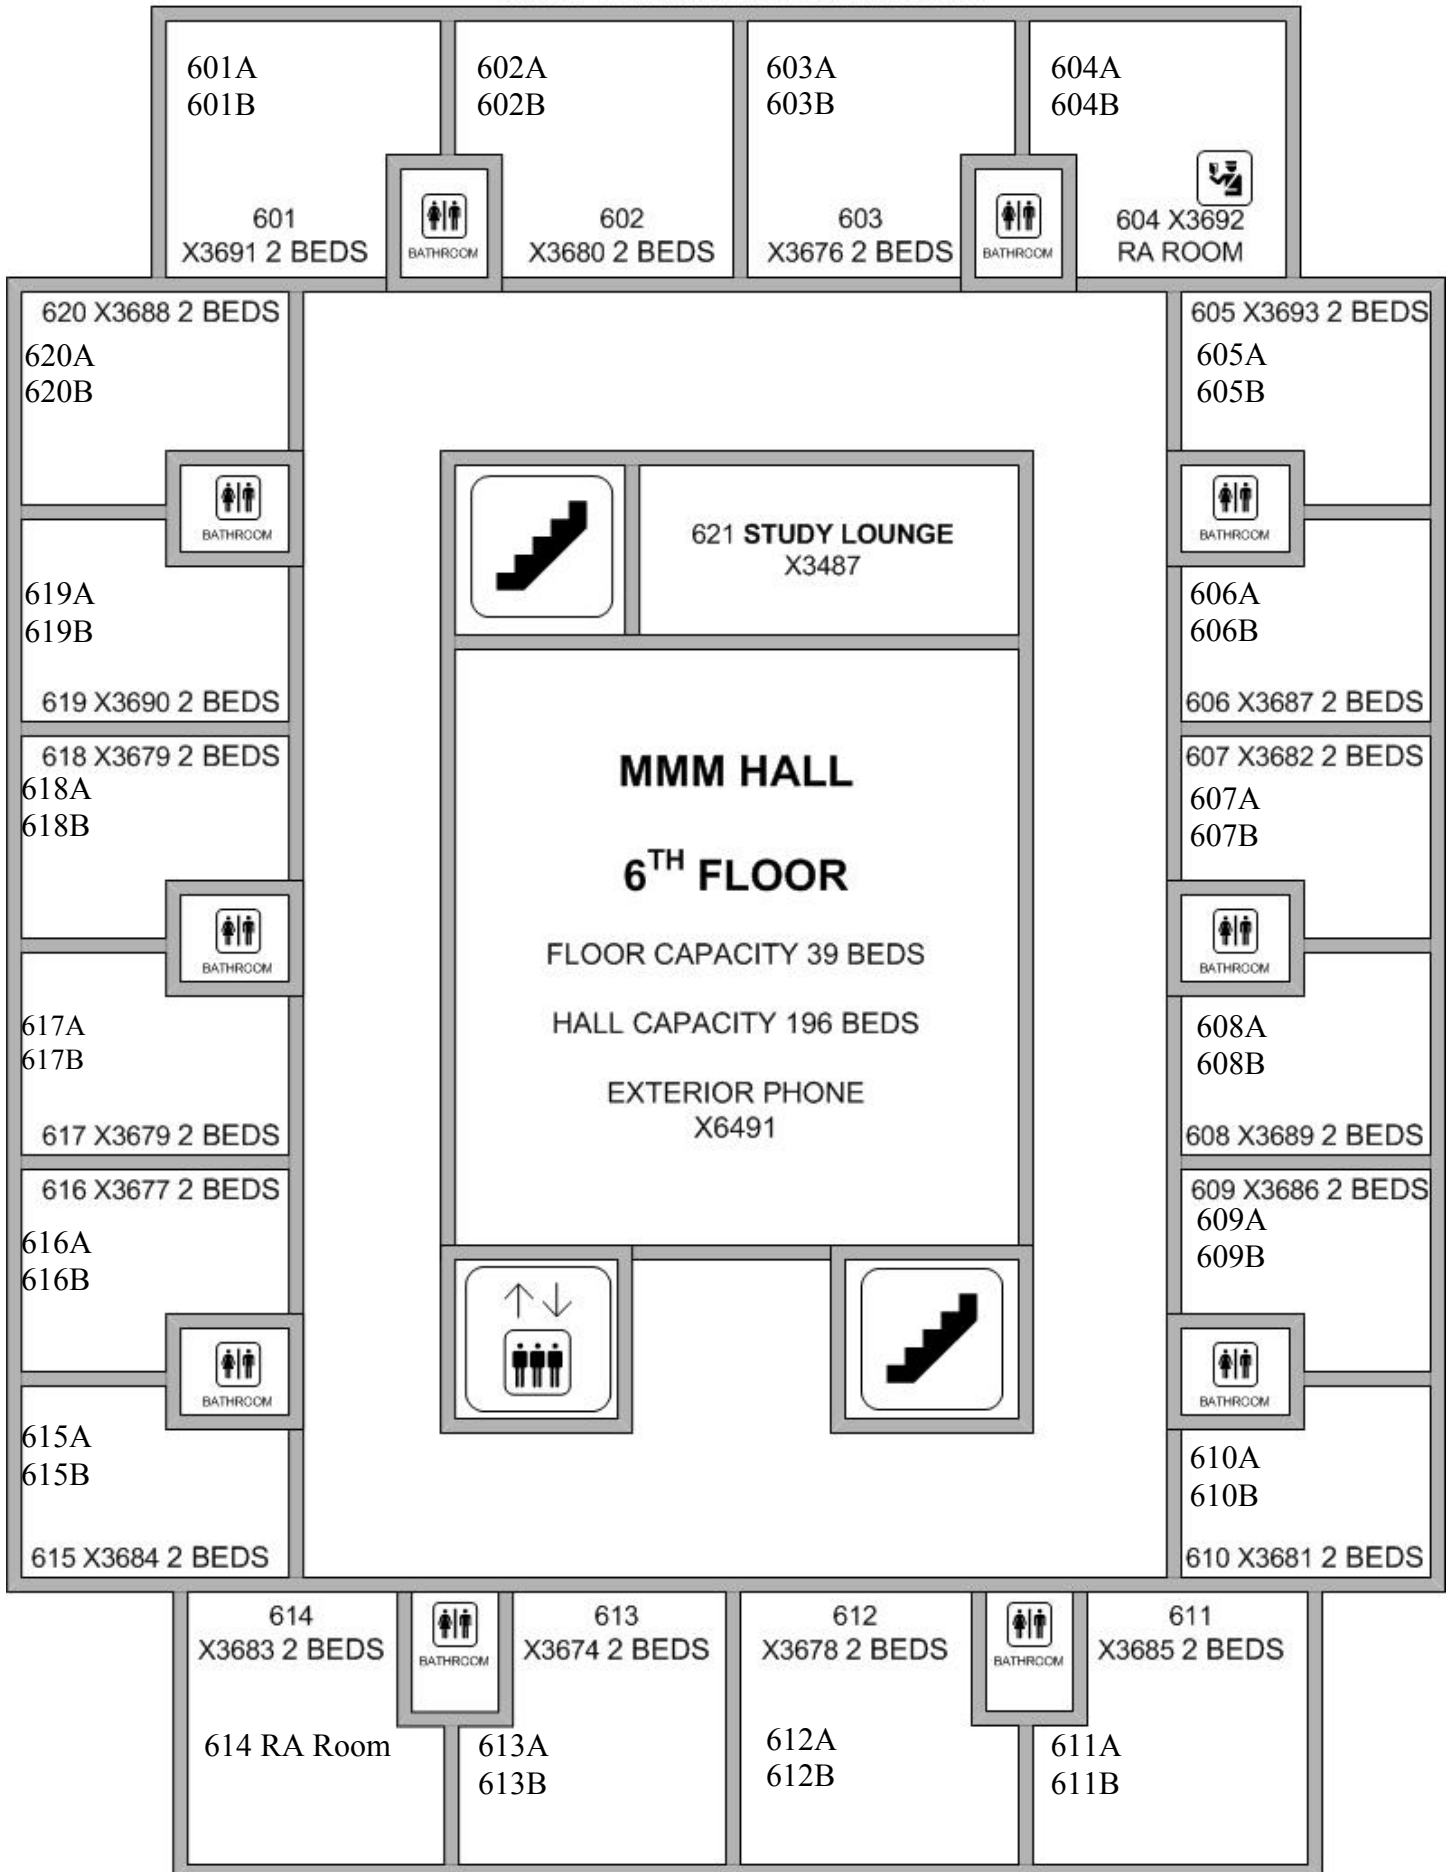 601A
601B
601
X3691 2 BEDS
BATHROOM
602A
602B
602
X3680 2 BEDS
603A
603B
603
X3676 2 BEDS
BATHROOM
604A
604B
604 X3692
RA ROOM
620 X3688 2 BEDS
620A
620B
BATHROOM
619A
619B
619 X3690 2 BEDS
618 X3679 2 BEDS
618A
618B
BATHROOM
617A
617B
617 X3679 2 BEDS
616 X3677 2 BEDS
616A
616B
BATHROOM
615A
615B
615 X3684 2 BEDS
621 STUDY LOUNGE
X3487
MMM HALL
6TH FLOOR
FLOOR CAPACITY 39 BEDS
HALL CAPACITY 196 BEDS
EXTERIOR PHONE
X6491
605 X3693 2 BEDS
605A
605B
BATHROOM
606A
606B
606 X3687 2 BEDS
607 X3682 2 BEDS
607A
607B
BATHROOM
608A
608B
608 X3689 2 BEDS
609 X3686 2 BEDS
609A
609B
BATHROOM
610A
610B
610 X3681 2 BEDS
614
X3683 2 BEDS
614 RA Room
BATHROOM
613
X3674 2 BEDS
613A
613B
612
X3678 2 BEDS
612A
612B
BATHROOM
611
X3685 2 BEDS
611A
611B